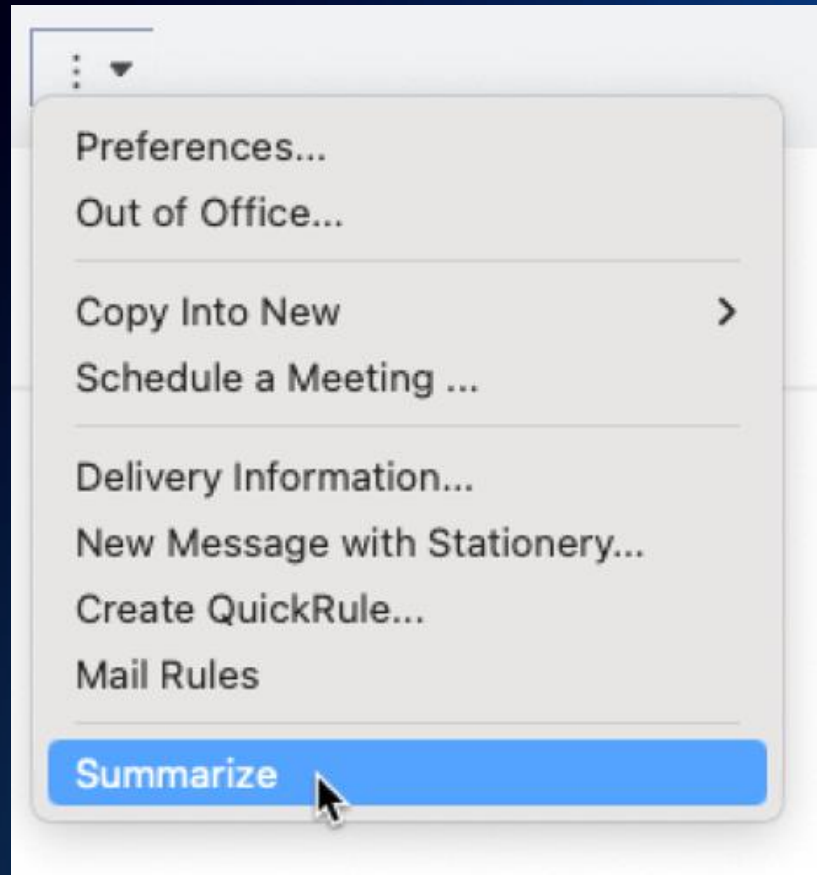 Preferences...
Out of Office...
Copy Into New
Schedule a Meeting ...
Delivery Information...
New Message with Stationery...
Create QuickRule...
Mail Rules
Summarize